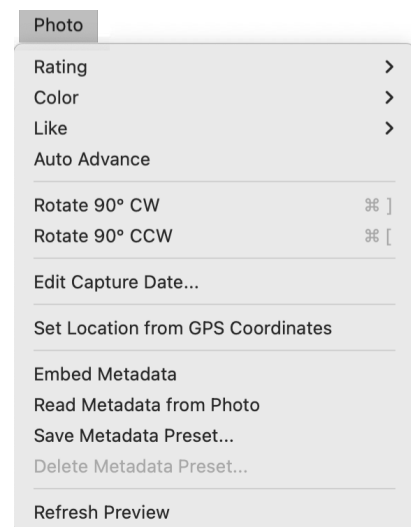 Photo
Rating
Color
Like
Auto Advance
Rotate 90° CW ⌘ ]
Rotate 90° CCW ⌘ [
Edit Capture Date...
Set Location from GPS Coordinates
Embed Metadata
Read Metadata from Photo
Save Metadata Preset...
Delete Metadata Preset...
Refresh Preview